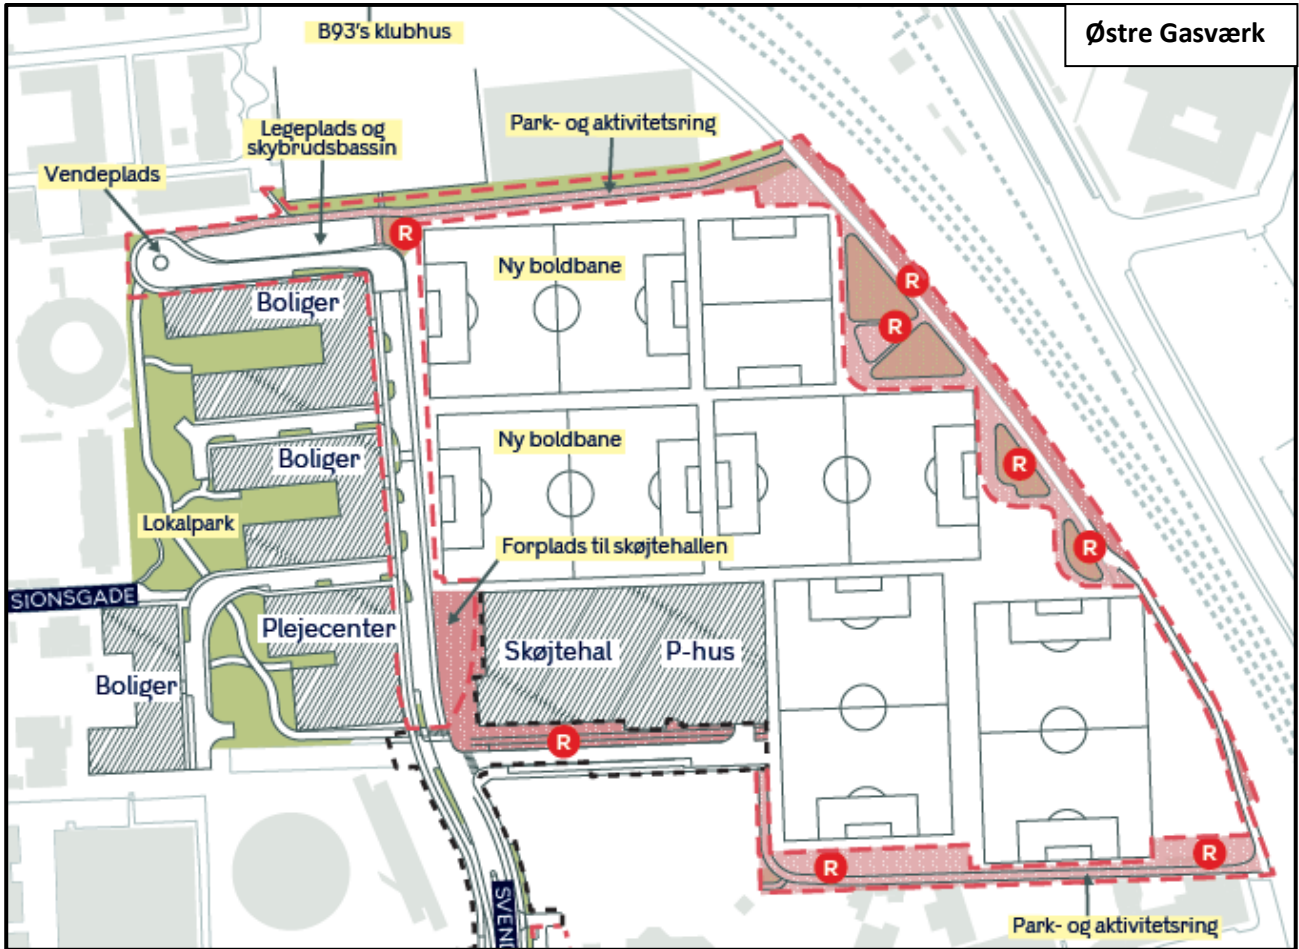 B93's klubhus
Østre Gasværk
Legeplads og
skybrudsbassin
Park- og aktivitetsring
Vendeplads
R
Ny boldbane
R
Boliger
R
Ny boldbane
Boliger
R
Lokalpark
Forplads til skøjtehallen
R
SIONSGADE
Plejecenter
Skøjtehal
P-hus
Boliger
R
R
R
SVEND
Park- og aktivitetsring